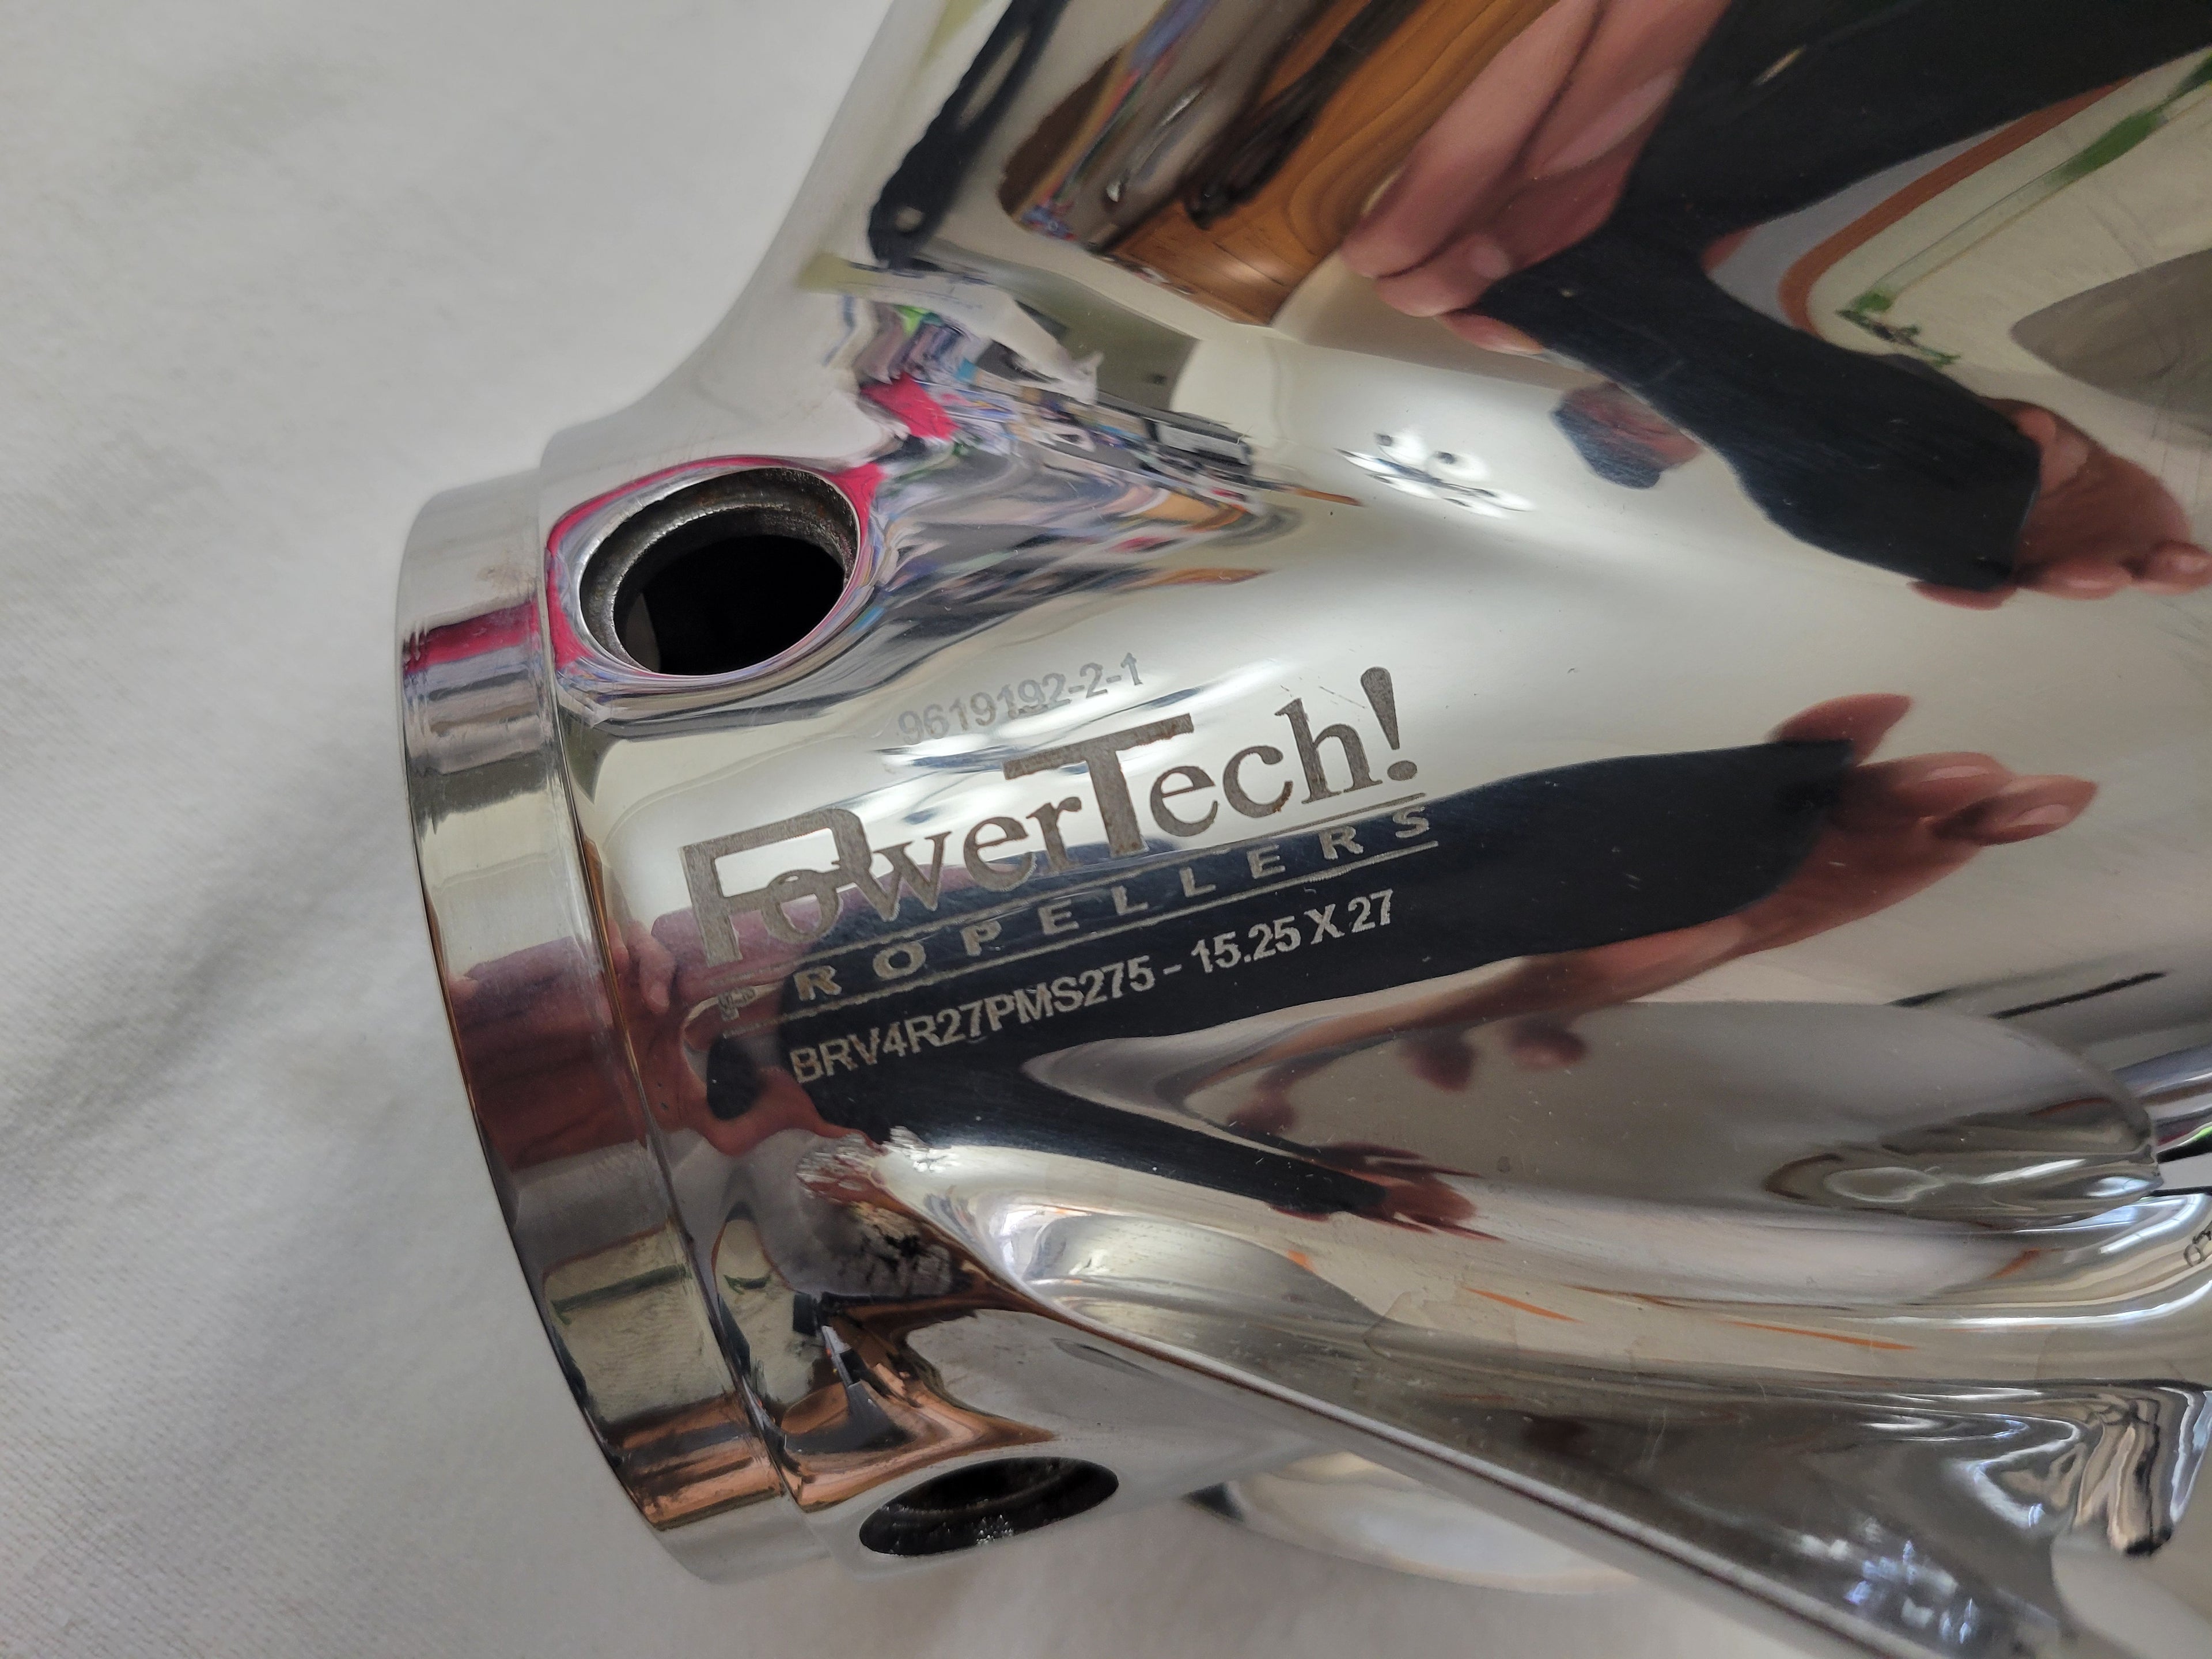 9619192-2-1
PowerTech!
PROPELLERS
BRV4R27PMS275 - 15.25 X 27